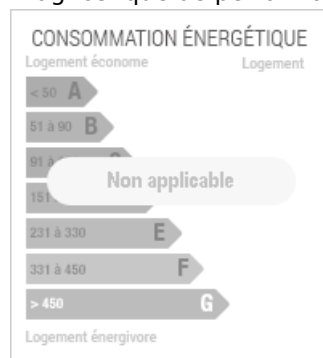 CONSOMMATION ÉNERGÉTIQUE
Logement économe Logement
< 50 A
51 à 90 B
91 à
Non applicable
151
231 à 330 E
331 à 450 F
> 450 G
Logement énergivore